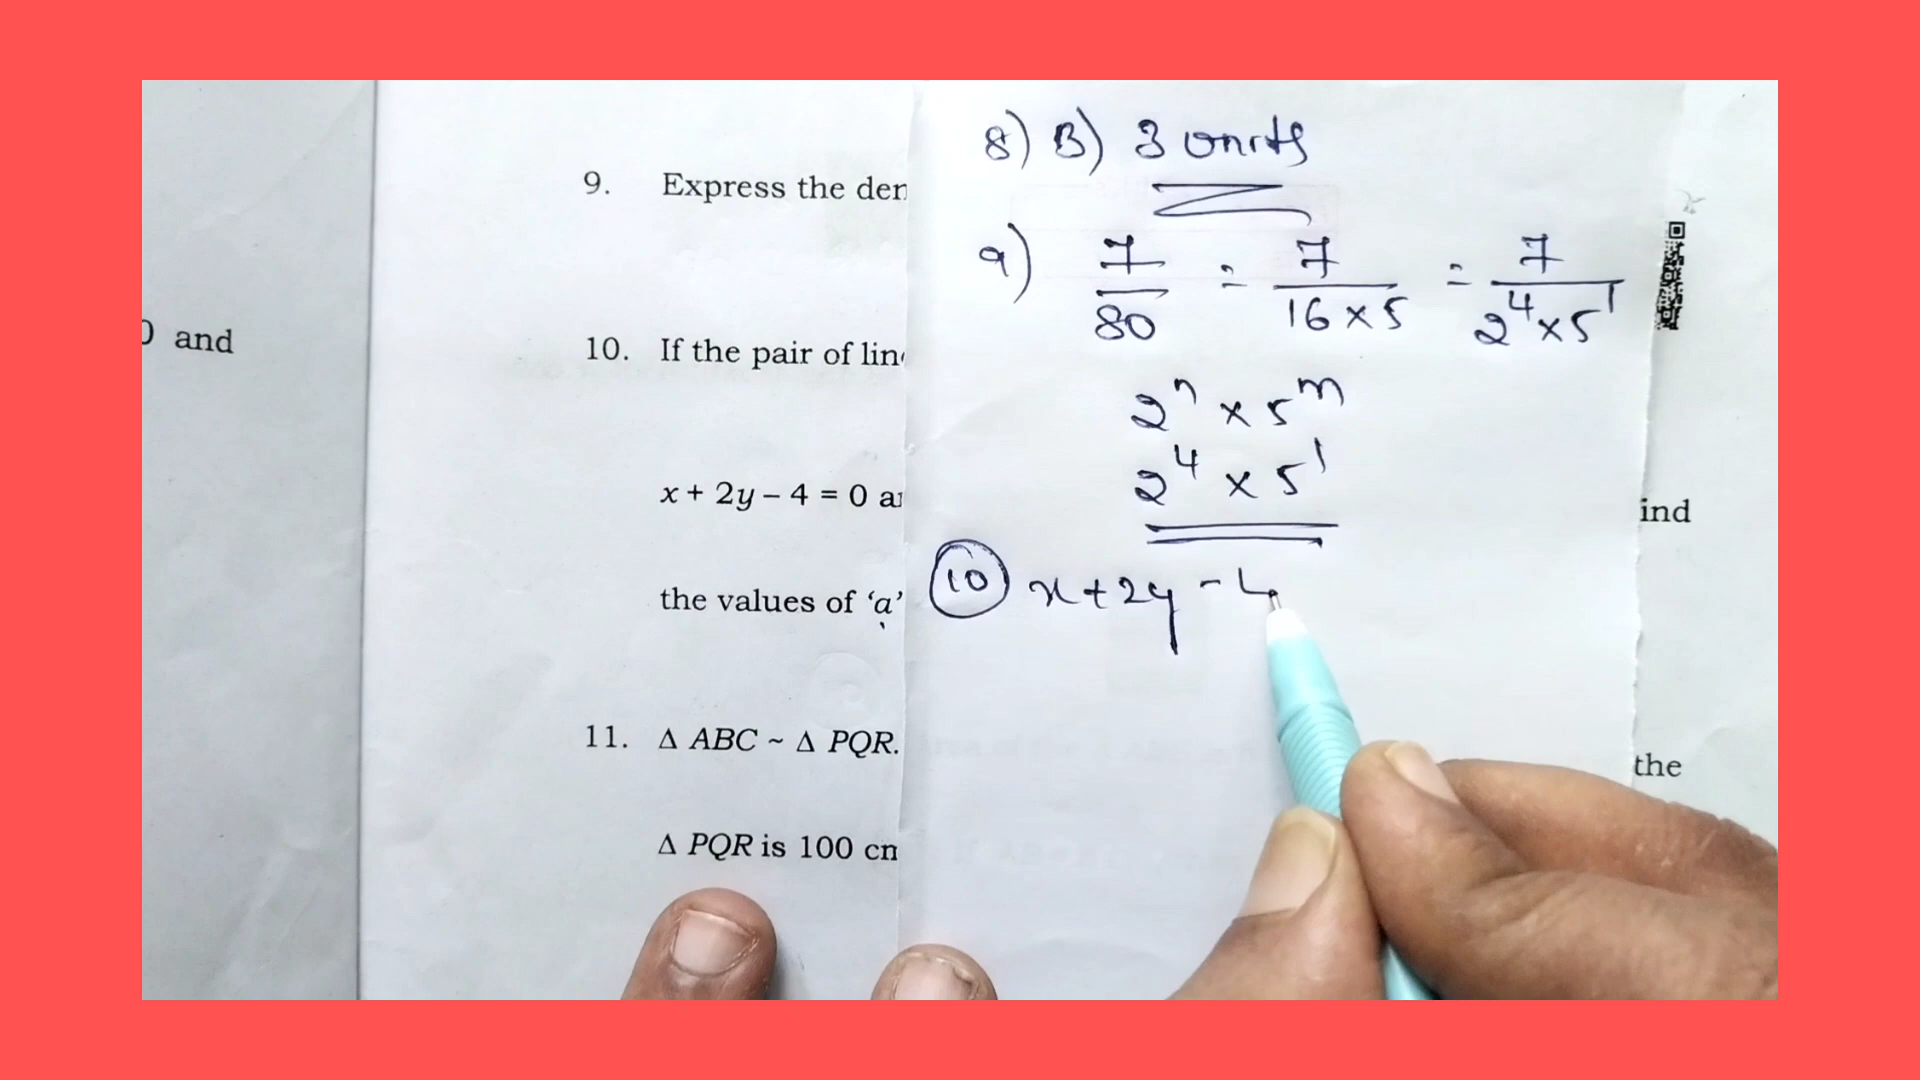 0 and
9. Express the den
10. If the pair of lin
x + 2y – 4 = 0 a
the values of ‘a’
11. Δ ABC ~ Δ PQR.
Δ PQR is 100 cm
8) B) 3 units
9) 7/80 = 7/16 × 5 = 7/2⁴ × 5¹
2ⁿ × 5ᵐ
2⁴ × 5¹
10 x + 2y - 4
ind
the